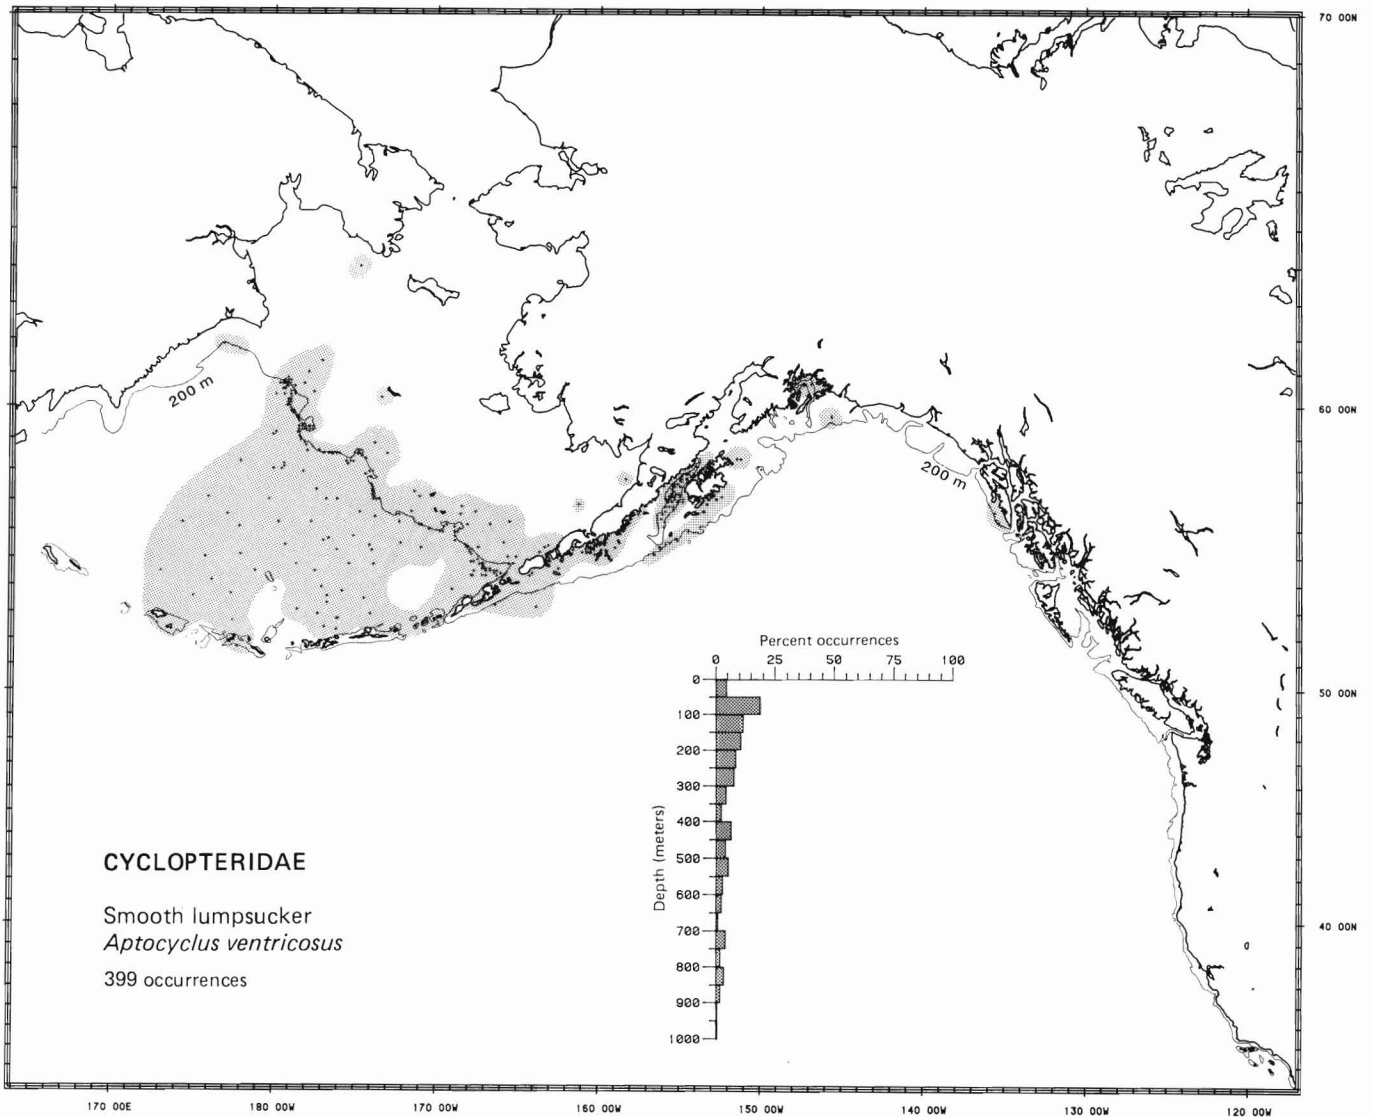 70 00N
200 m
60 00N
200 m
Percent occurrences
0 25 50 75 100
0
50 00N
100
200
300
400
Depth (meters)
CYCLOPTERIDAE
500
600
Smooth lumpsucker
40 00N
700
Aptocyclus ventricosus
800
399 occurrences
900
1000
170 00E 180 00W 170 00W 160 00W 150 00W 140 00W 130 00W 120 00W